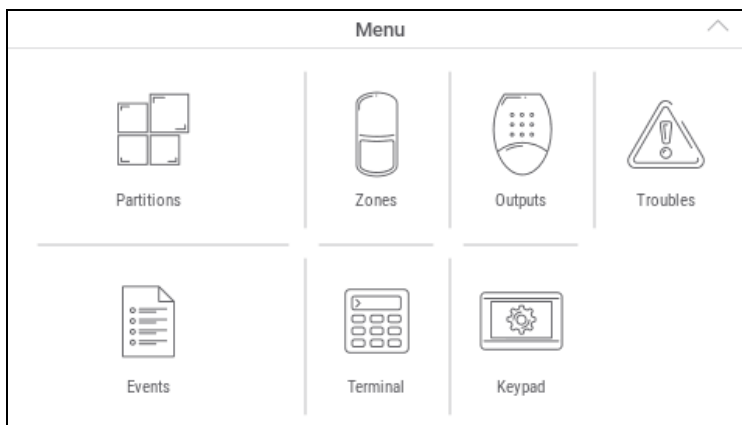 Menu
Partitions
Zones
Outputs
Troubles
Events
Terminal
Keypad